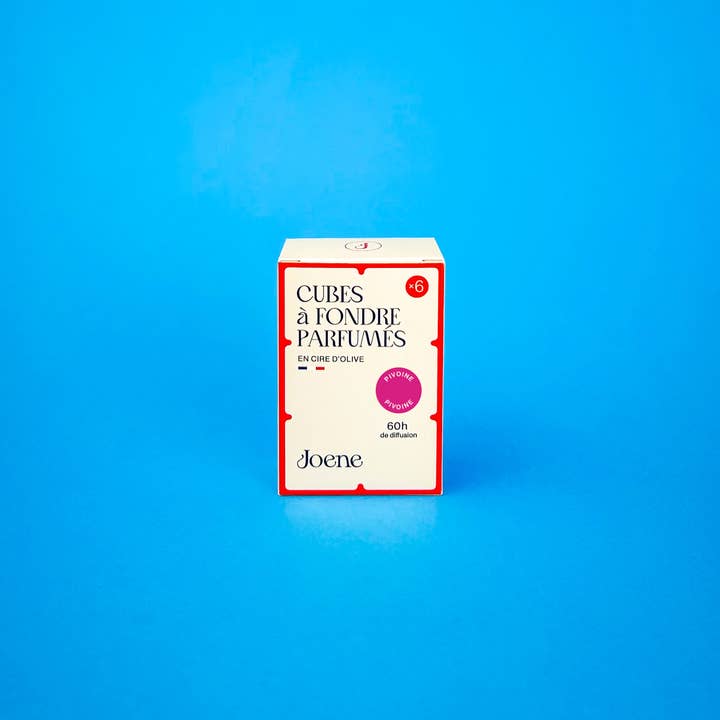 J
CUBES
à FONDRE
PARFUMÉS
×6
EN CIRE D'OLIVE
PIVOINE
PIVOINE
60h
de diffusion
Joene